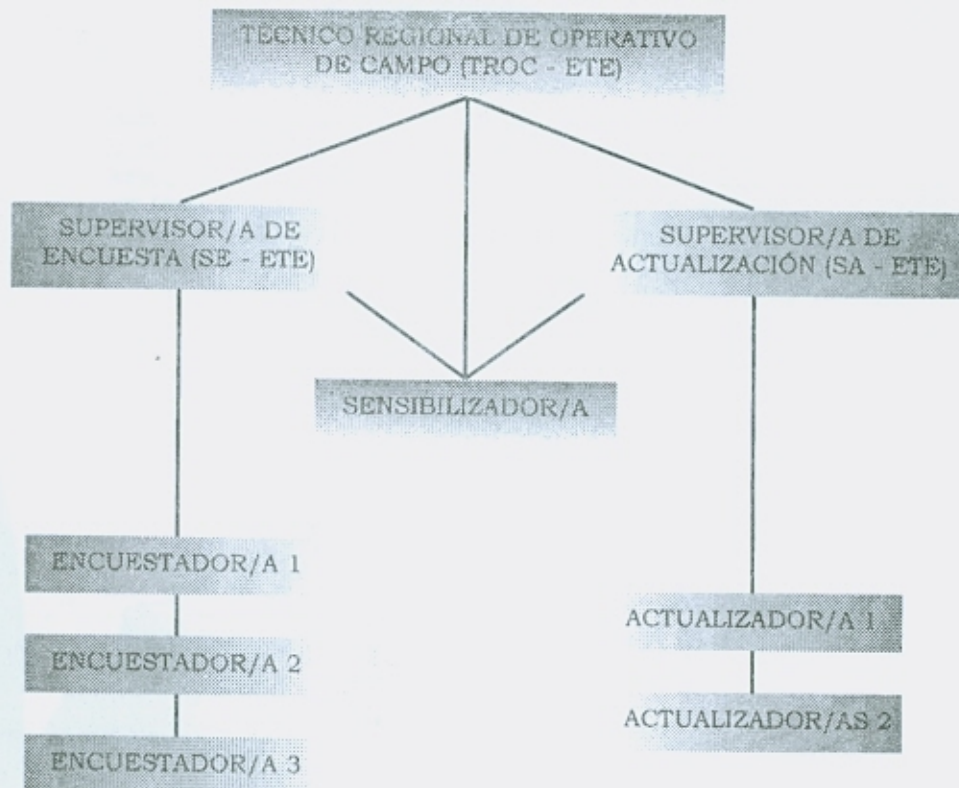 TÉCNICO REGIONAL DE OPERATIVO
DE CAMPO (TROC - ETE)
SUPERVISOR/A DE
ENCUESTA (SE - ETE)
SUPERVISOR/A DE
ACTUALIZACIÓN (SA - ETE)
SENSIBILIZADOR/A
ENCUESTADOR/A 1
ENCUESTADOR/A 2
ENCUESTADOR/A 3
ACTUALIZADOR/A 1
ACTUALIZADOR/AS 2